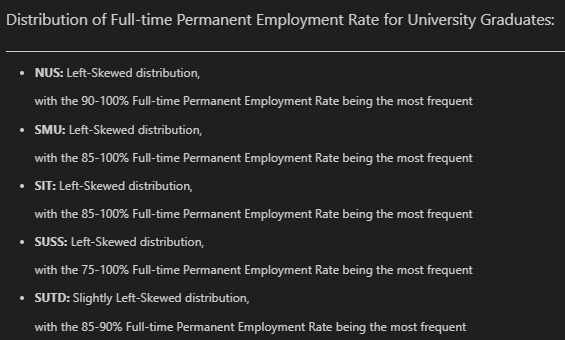 Distribution of Full-time Permanent Employment Rate for University Graduates:
• NUS: Left-Skewed distribution,
with the 90-100% Full-time Permanent Employment Rate being the most frequent
• SMU: Left-Skewed distribution,
with the 85-100% Full-time Permanent Employment Rate being the most frequent
• SIT: Left-Skewed distribution,
with the 85-100% Full-time Permanent Employment Rate being the most frequent
• SUSS: Left-Skewed distribution,
with the 75-100% Full-time Permanent Employment Rate being the most frequent
• SUTD: Slightly Left-Skewed distribution,
with the 85-90% Full-time Permanent Employment Rate being the most frequent